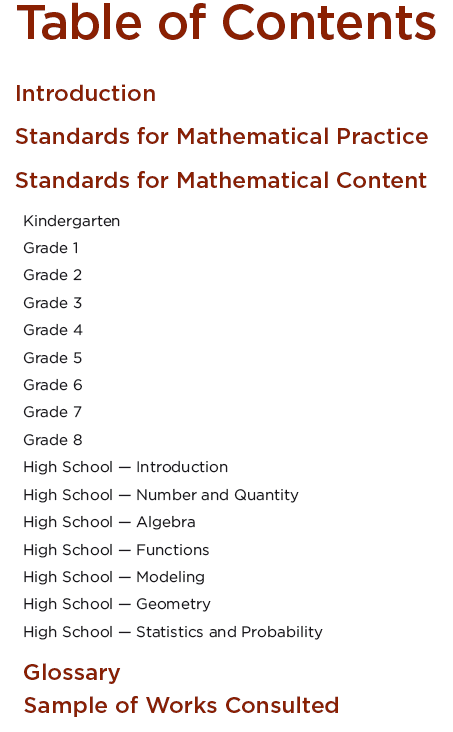 Table of Contents
Introduction
Standards for Mathematical Practice
Standards for Mathematical Content
Kindergarten
Grade 1
Grade 2
Grade 3
Grade 4
Grade 5
Grade 6
Grade 7
Grade 8
High School — Introduction
High School — Number and Quantity
High School — Algebra
High School — Functions
High School — Modeling
High School — Geometry
High School — Statistics and Probability
Glossary
Sample of Works Consulted